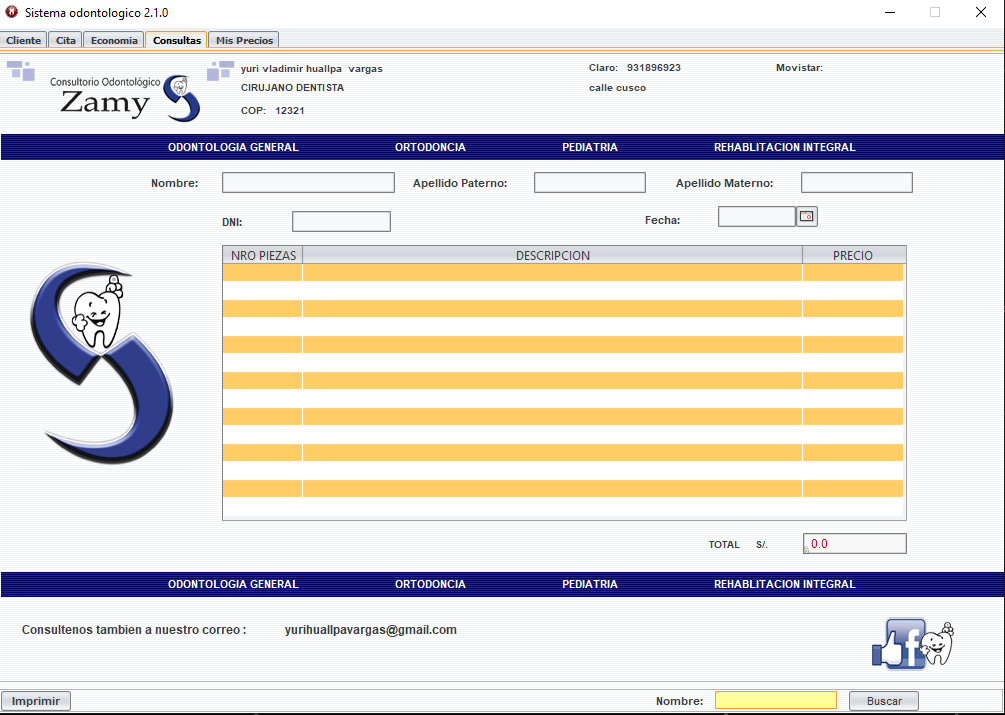 Sistema odontologico 2.1.0
Cliente Cita Economia Consultas Mis Precios
Consultorio Odontológico
Zamy
yuri vladimir huallpa vargas
CIRUJANO DENTISTA
COP: 12321
Claro: 931896923 Movistar:
calle cusco
ODONTOLOGIA GENERAL ORTODONCIA PEDIATRIA REHABLITACION INTEGRAL
Nombre: Apellido Paterno: Apellido Materno:
DNI: Fecha:
NRO PIEZAS DESCRIPCION PRECIO
TOTAL S/. 0.0
ODONTOLOGIA GENERAL ORTODONCIA PEDIATRIA REHABLITACION INTEGRAL
Consultenos tambien a nuestro correo : yurihuallpavargas@gmail.com
f
Imprimir Nombre: Buscar